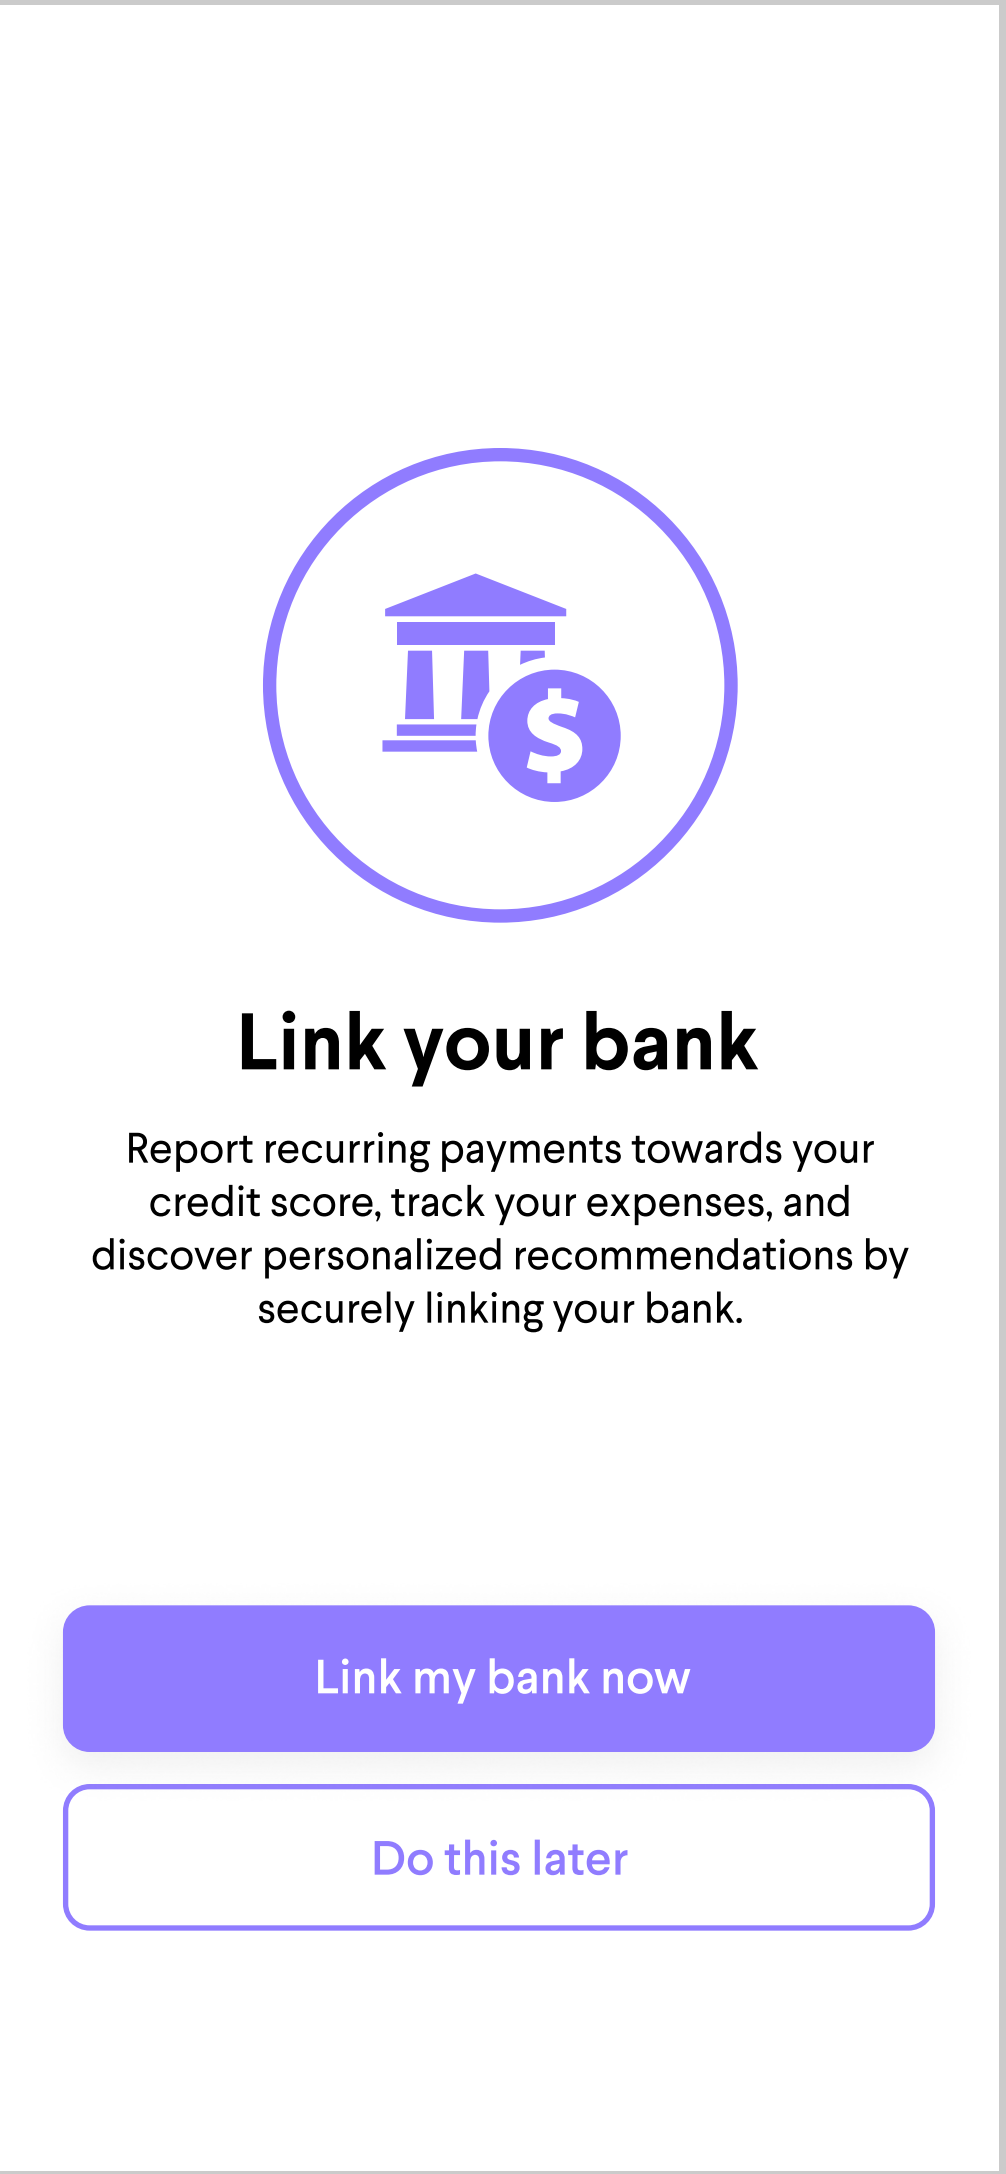 $
Link your bank
Report recurring payments towards your
credit score, track your expenses, and
discover personalized recommendations by
securely linking your bank.
Link my bank now
Do this later